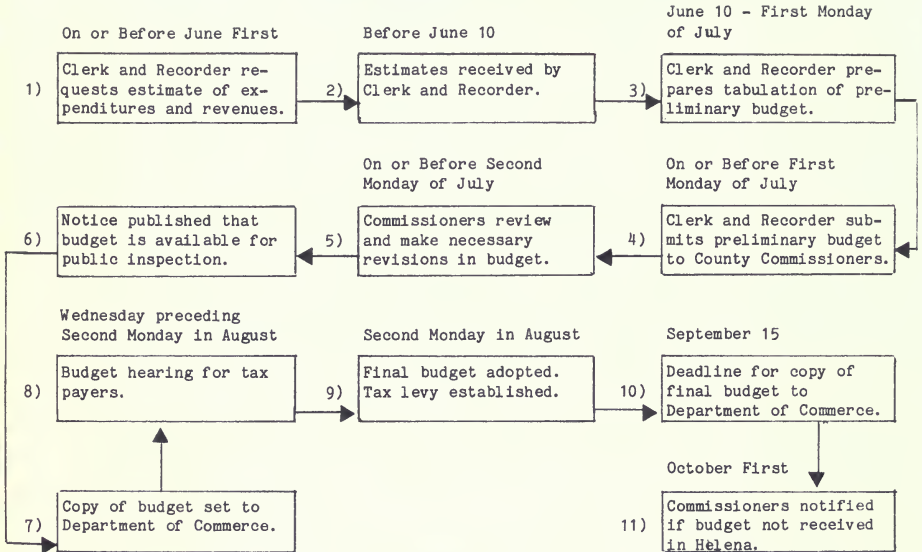 On or Before June First
1)
Clerk and Recorder re-
quests estimate of ex-
penditures and revenues.
Before June 10
2)
Estimates received by
Clerk and Recorder.
June 10 - First Monday
of July
3)
Clerk and Recorder pre-
pares tabulation of pre-
liminary budget.
On or Before First
Monday of July
4)
Clerk and Recorder sub-
mits preliminary budget
to County Commissioners.
On or Before Second
Monday of July
5)
Commissioners review
and make necessary
revisions in budget.
6)
Notice published that
budget is available for
public inspection.
7)
Copy of budget set to
Department of Commerce.
Wednesday preceding
Second Monday in August
8)
Budget hearing for tax
payers.
Second Monday in August
9)
Final budget adopted.
Tax levy established.
September 15
10)
Deadline for copy of
final budget to
Department of Commerce.
October First
11)
Commissioners notified
if budget not received
in Helena.